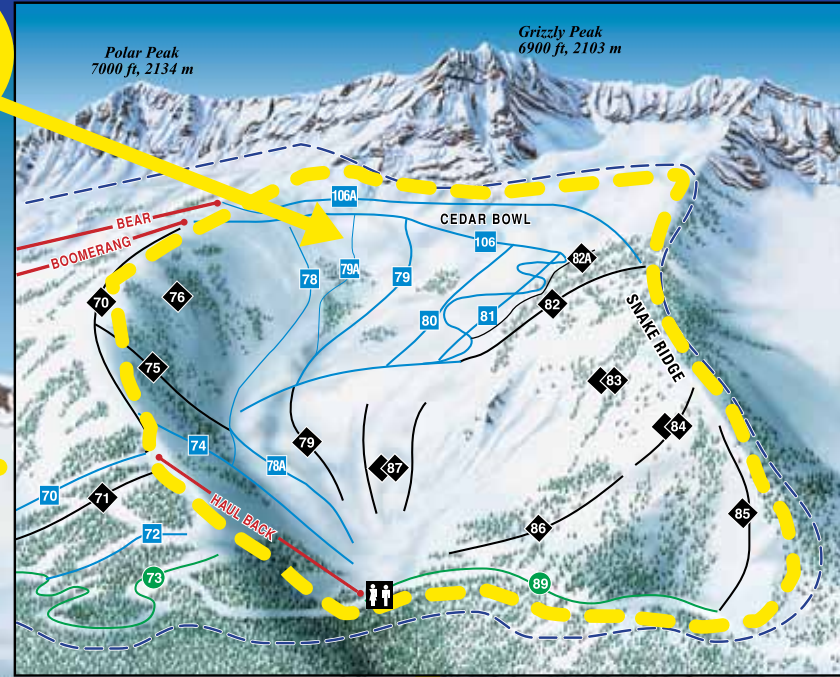 Polar Peak
7000 ft, 2134 m
Grizzly Peak
6900 ft, 2103 m
106A
BEAR
CEDAR BOWL
BOOMERANG
106
82A
79A
78
79
70
76
82
80
81
SNAKE RIDGE
75
83
84
74
79
78A
87
70
71
HAUL BACK
85
86
72
73
89